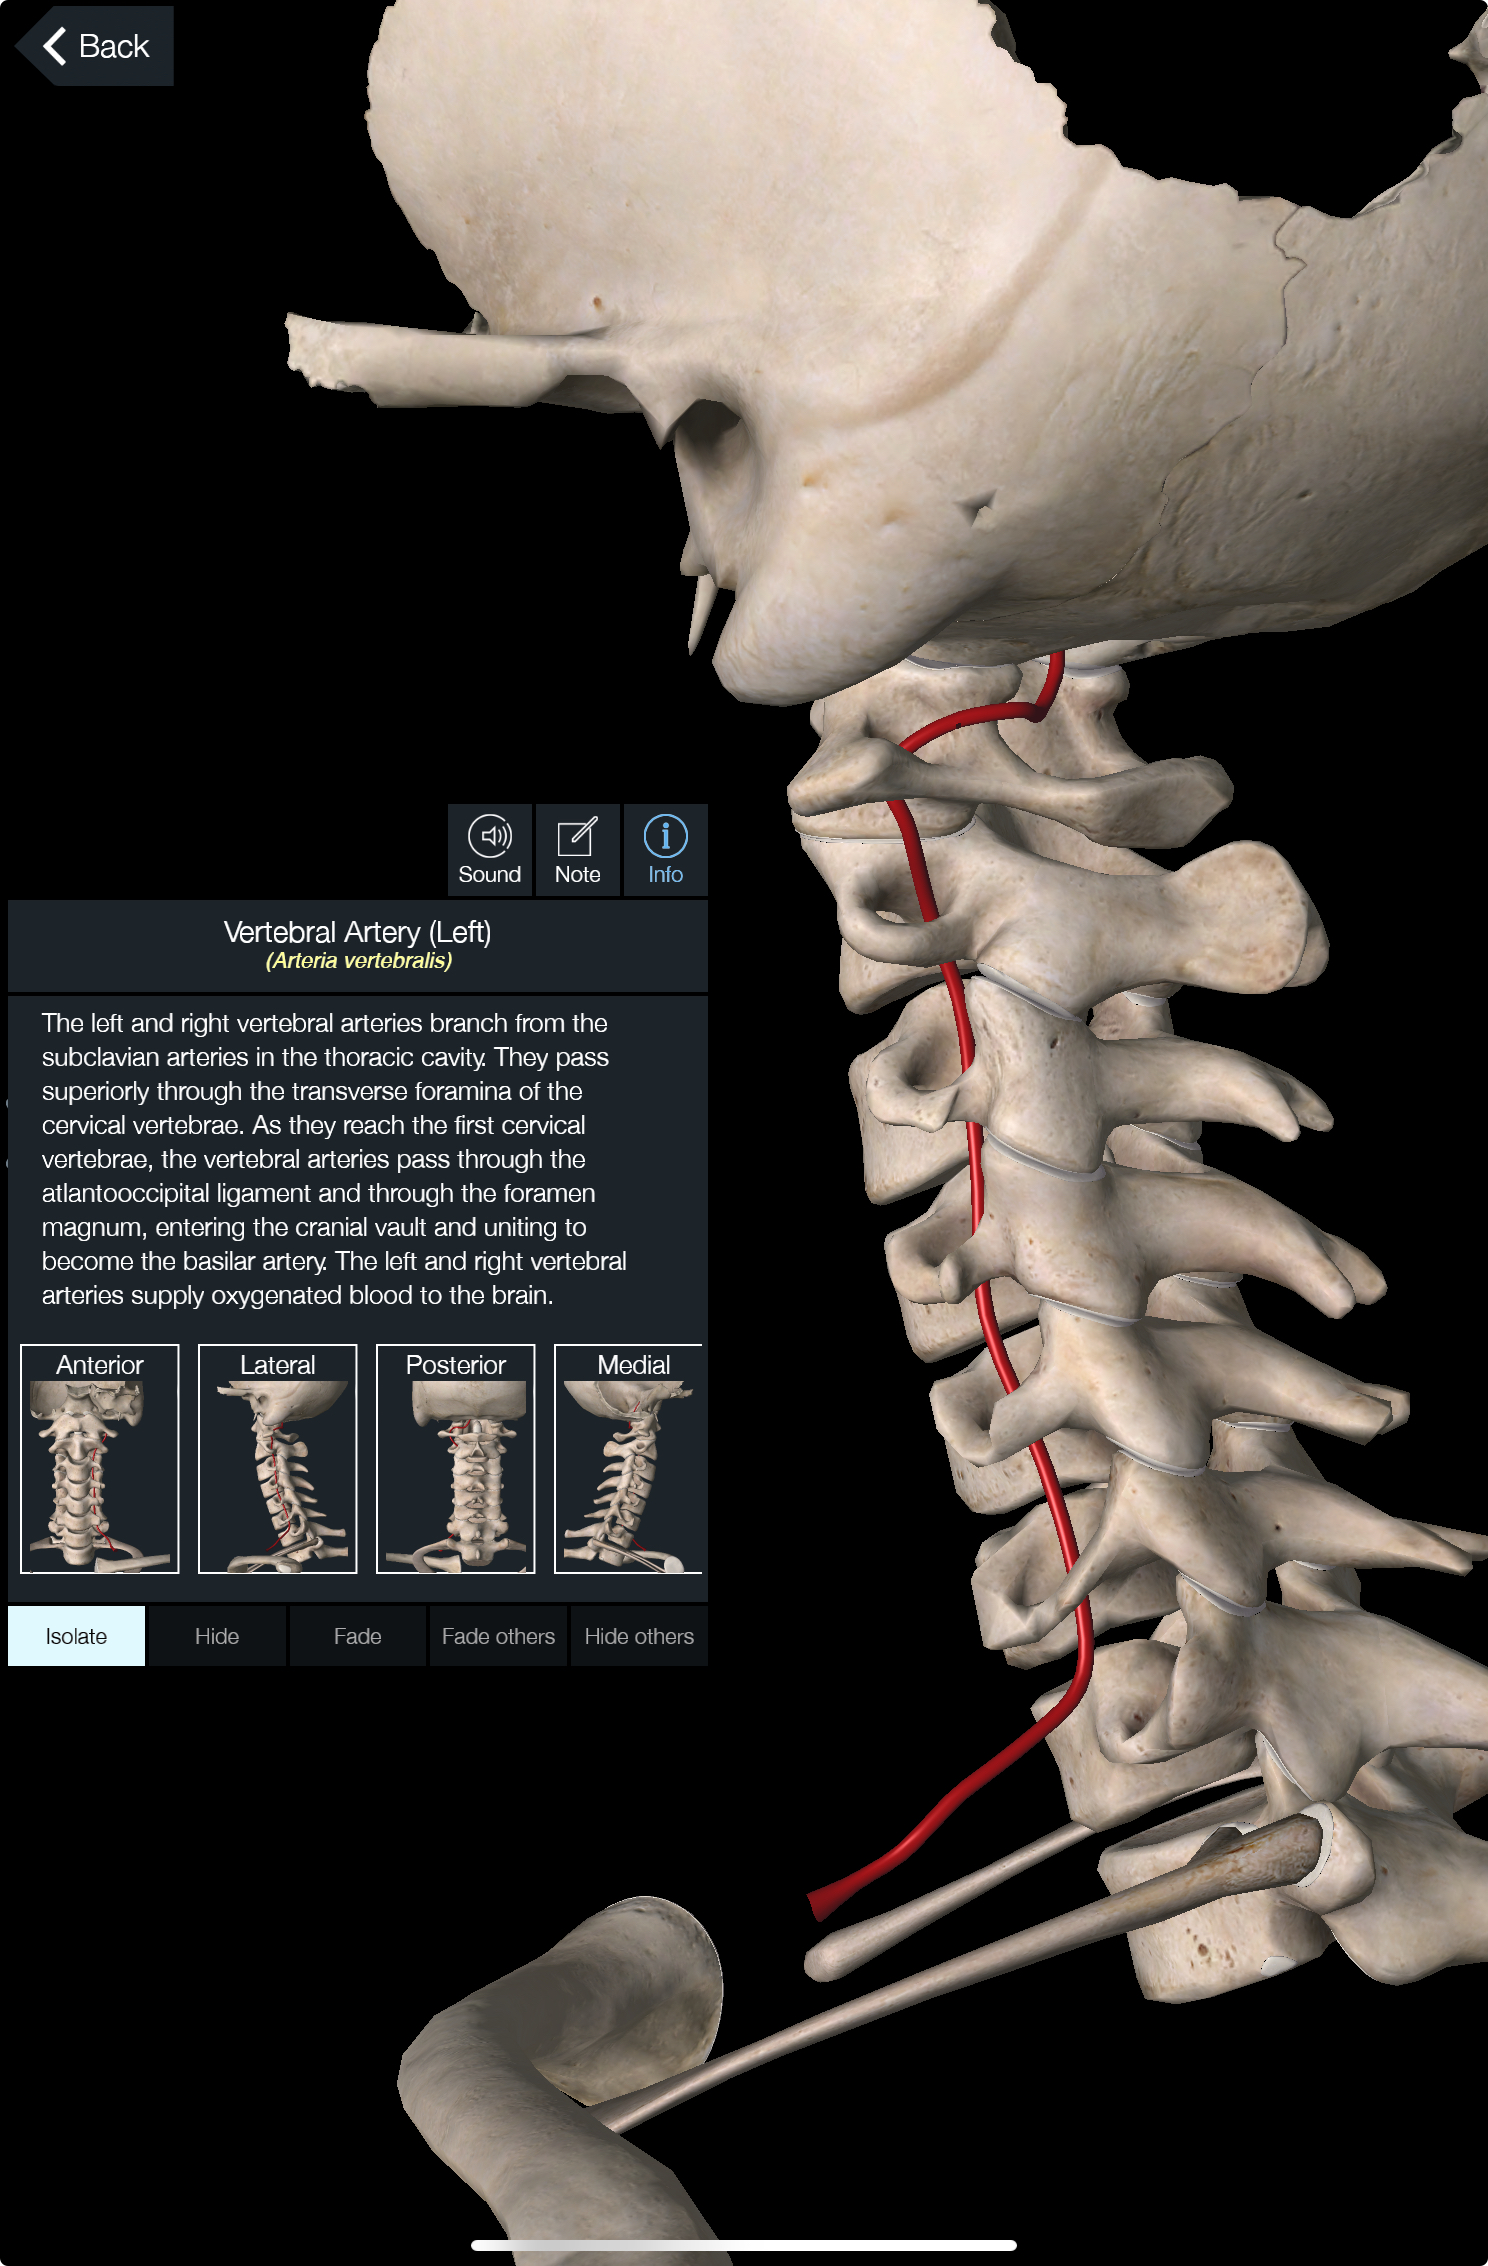 Back
Sound
Note
Info
Vertebral Artery (Left)
(Arteria vertebralis)
The left and right vertebral arteries branch from the
subclavian arteries in the thoracic cavity. They pass
superiorly through the transverse foramina of the
cervical vertebrae. As they reach the first cervical
vertebrae, the vertebral arteries pass through the
atlantooccipital ligament and through the foramen
magnum, entering the cranial vault and uniting to
become the basilar artery. The left and right vertebral
arteries supply oxygenated blood to the brain.
Anterior
Lateral
Posterior
Medial
Isolate
Hide
Fade
Fade others
Hide others